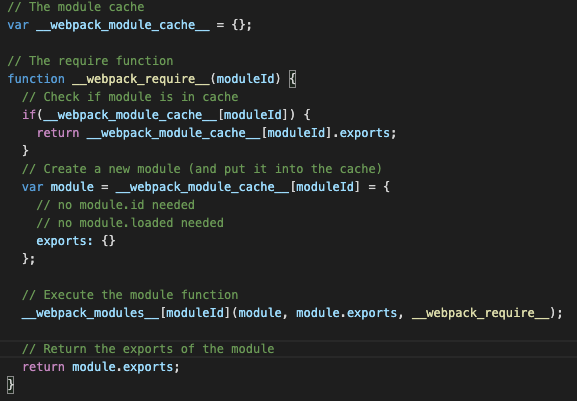 // The module cache
var __webpack_module_cache__ = {};

// The require function
function __webpack_require__(moduleId) {
  // Check if module is in cache
  if(__webpack_module_cache__[moduleId]) {
    return __webpack_module_cache__[moduleId].exports;
  }
  // Create a new module (and put it into the cache)
  var module = __webpack_module_cache__[moduleId] = {
    // no module.id needed
    // no module.loaded needed
    exports: {}
  };

  // Execute the module function
  __webpack_modules__[moduleId](module, module.exports, __webpack_require__);

  // Return the exports of the module
  return module.exports;
}